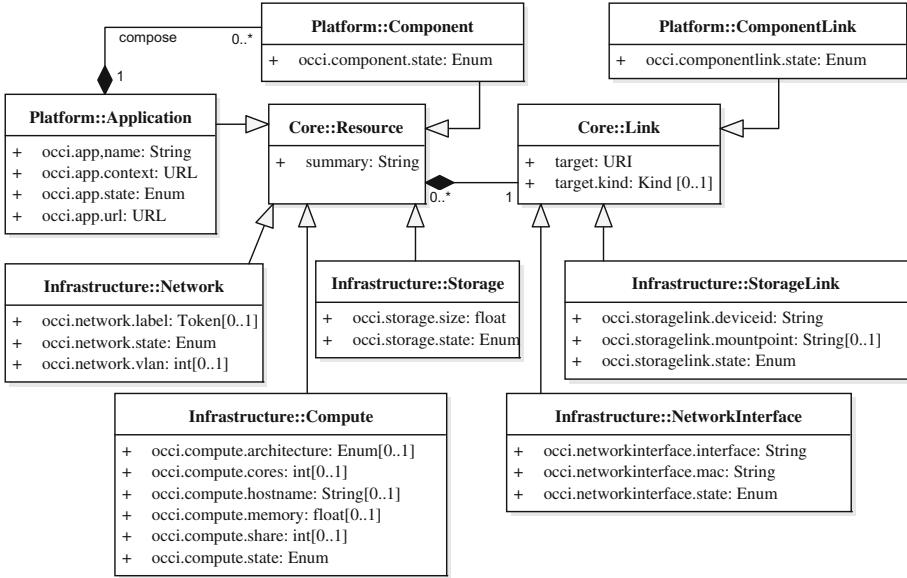 Platform::Component
+ occi.component.state: Enum
Platform::ComponentLink
+ occi.componentlink.state: Enum
compose
0..*
1
Platform::Application
+ occi.app,name: String
+ occi.app.context: URL
+ occi.app.state: Enum
+ occi.app.url: URL
Core::Resource
+ summary: String
0..*
1
Core::Link
+ target: URI
+ target.kind: Kind [0..1]
Infrastructure::Network
+ occi.network.label: Token[0..1]
+ occi.network.state: Enum
+ occi.network.vlan: int[0..1]
Infrastructure::Storage
+ occi.storage.size: float
+ occi.storage.state: Enum
Infrastructure::StorageLink
+ occi.storagelink.deviceid: String
+ occi.storagelink.mountpoint: String[0..1]
+ occi.storagelink.state: Enum
Infrastructure::Compute
+ occi.compute.architecture: Enum[0..1]
+ occi.compute.cores: int[0..1]
+ occi.compute.hostname: String[0..1]
+ occi.compute.memory: float[0..1]
+ occi.compute.share: int[0..1]
+ occi.compute.state: Enum
Infrastructure::NetworkInterface
+ occi.networkinterface.interface: String
+ occi.networkinterface.mac: String
+ occi.networkinterface.state: Enum